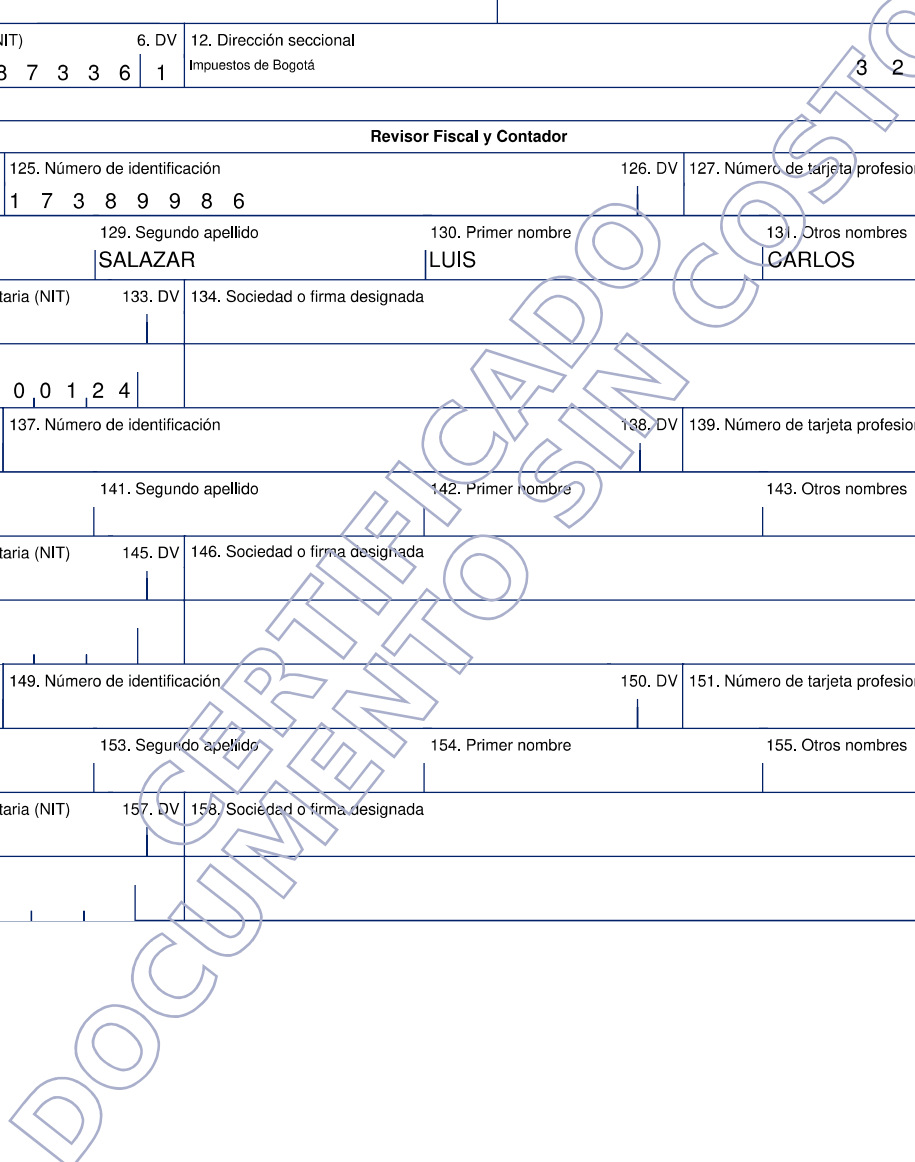 NIT) 6. DV 12. Dirección seccional
8 7 3 3 6 1 Impuestos de Bogotá 3 2
Revisor Fiscal y Contador
125. Número de identificación 126. DV 127. Número de tarjeta profesion
1 7 3 8 9 9 8 6
129. Segundo apellido 130. Primer nombre 131. Otros nombres
SALAZAR LUIS CARLOS
taria (NIT) 133. DV 134. Sociedad o firma designada
0 0 1 2 4
137. Número de identificación 138. DV 139. Número de tarjeta profesion
141. Segundo apellido 142. Primer nombre 143. Otros nombres
taria (NIT) 145. DV 146. Sociedad o firma designada
149. Número de identificación 150. DV 151. Número de tarjeta profesion
153. Segundo apellido 154. Primer nombre 155. Otros nombres
taria (NIT) 157. DV 158. Sociedad o firma designada
CERTIFICADO
DOCUMENTO SIN COSTO